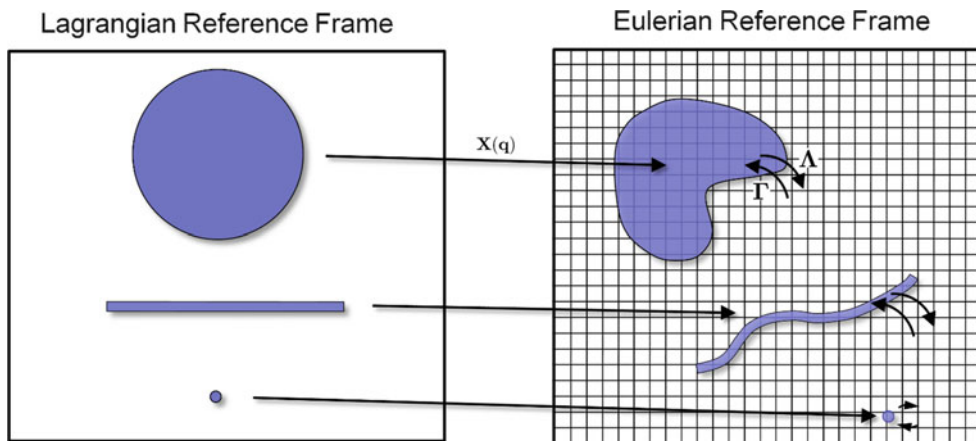 Lagrangian Reference Frame
Eulerian Reference Frame
X(q)
Λ
Γ